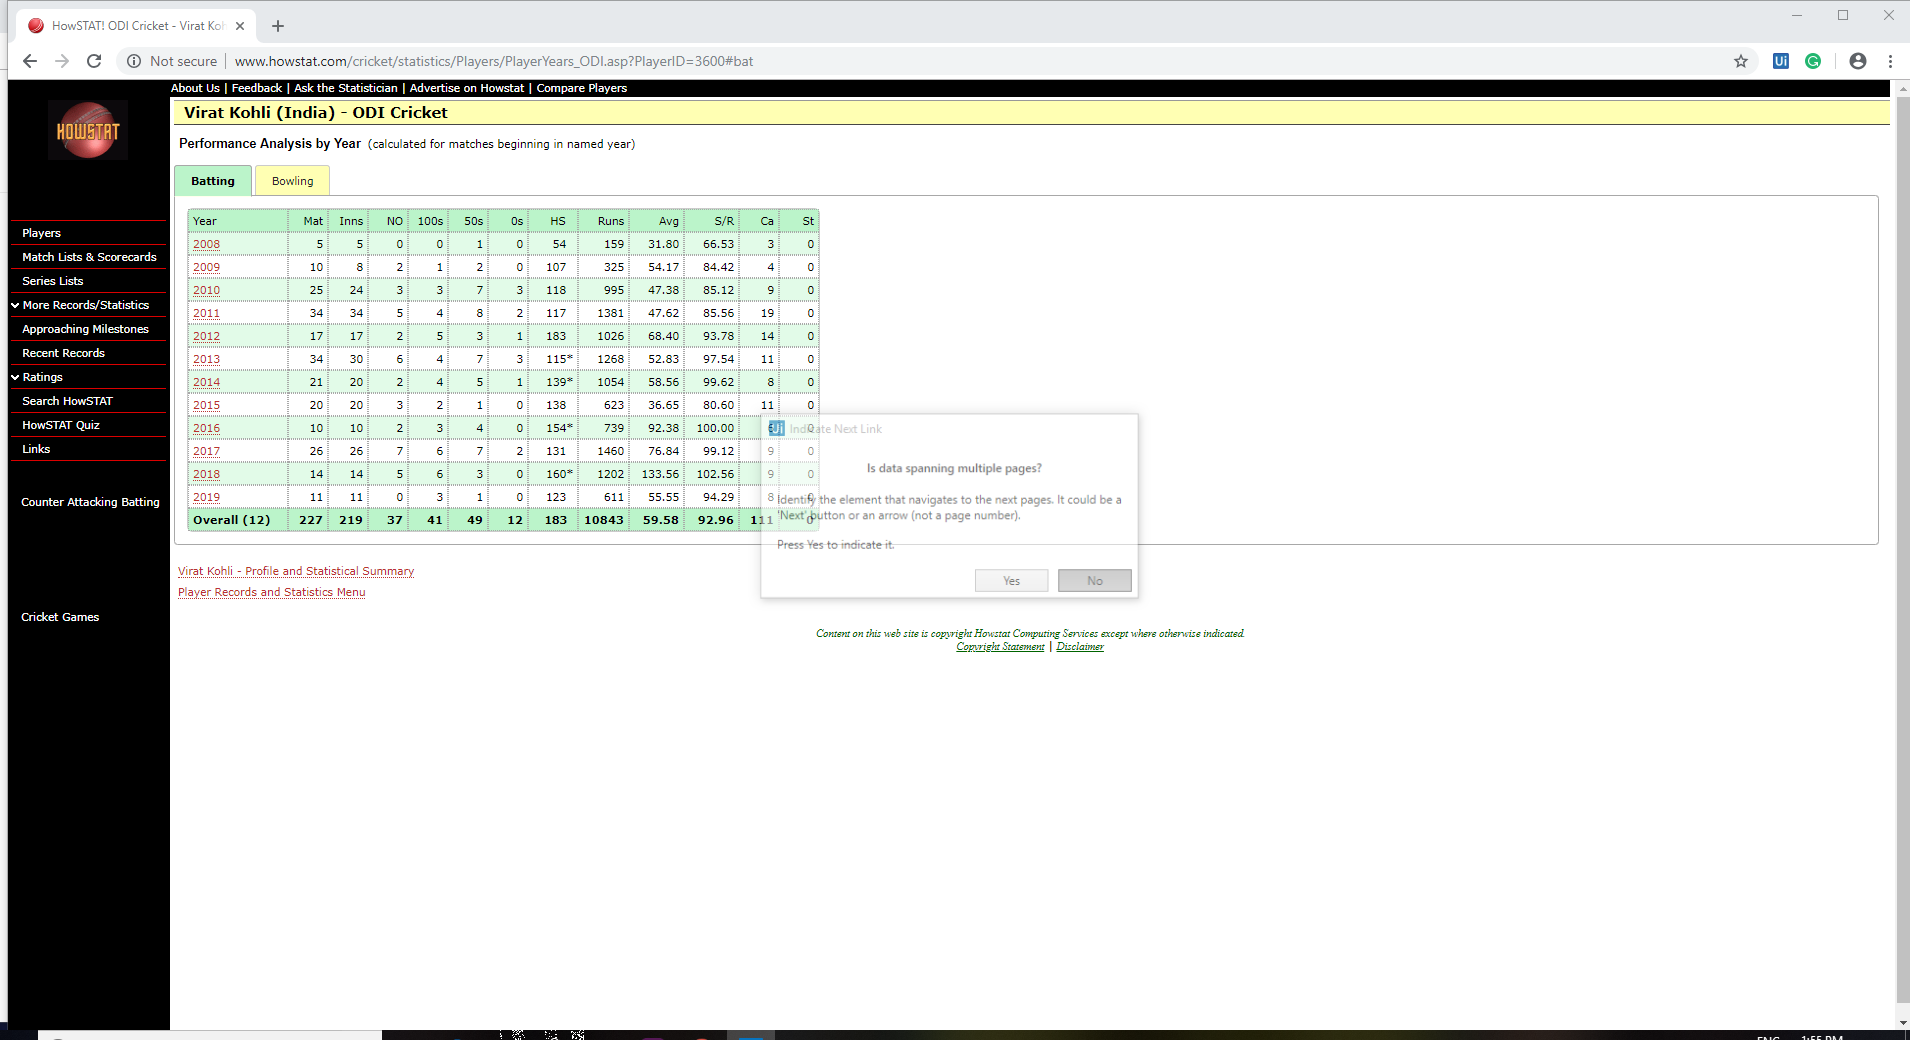 HowSTAT! ODI Cricket - Virat Koh
Not secure | www.howstat.com/cricket/statistics/Players/PlayerYears_ODI.asp?PlayerID=3600#bat
About Us | Feedback | Ask the Statistician | Advertise on Howstat | Compare Players
HOWSTAT
Virat Kohli (India) - ODI Cricket
Performance Analysis by Year (calculated for matches beginning in named year)
Batting Bowling
Players
Match Lists & Scorecards
Series Lists
More Records/Statistics
Approaching Milestones
Recent Records
Ratings
Search HowSTAT
HowSTAT Quiz
Links
Counter Attacking Batting
Cricket Games
Year Mat Inns NO 100s 50s 0s HS Runs Avg S/R Ca St
2008 5 5 0 0 1 0 54 159 31.80 66.53 3 0
2009 10 8 2 1 2 0 107 325 54.17 84.42 4 0
2010 25 24 3 3 7 3 118 995 47.38 85.12 9 0
2011 34 34 5 4 8 2 117 1381 47.62 85.56 19 0
2012 17 17 2 5 3 1 183 1026 68.40 93.78 14 0
2013 34 30 6 4 7 3 115* 1268 52.83 97.54 11 0
2014 21 20 2 4 5 1 139* 1054 58.56 99.62 8 0
2015 20 20 3 2 1 0 138 623 36.65 80.60 11 0
2016 10 10 2 3 4 0 154* 739 92.38 100.00 0
2017 26 26 7 6 7 2 131 1460 76.84 99.12 9 0
2018 14 14 5 6 3 0 160* 1202 133.56 102.56 9 0
2019 11 11 0 3 1 0 123 611 55.55 94.29 8 0
Overall (12) 227 219 37 41 49 12 183 10843 59.58 92.96 111 0
Ui Indicate Next Link
Is data spanning multiple pages?
Identify the element that navigates to the next pages. It could be a
'Next' button or an arrow (not a page number).
Press Yes to indicate it.
Yes No
Virat Kohli - Profile and Statistical Summary
Player Records and Statistics Menu
Content on this web site is copyright Howstat Computing Services except where otherwise indicated.
Copyright Statement | Disclaimer
ENG 1:55 PM